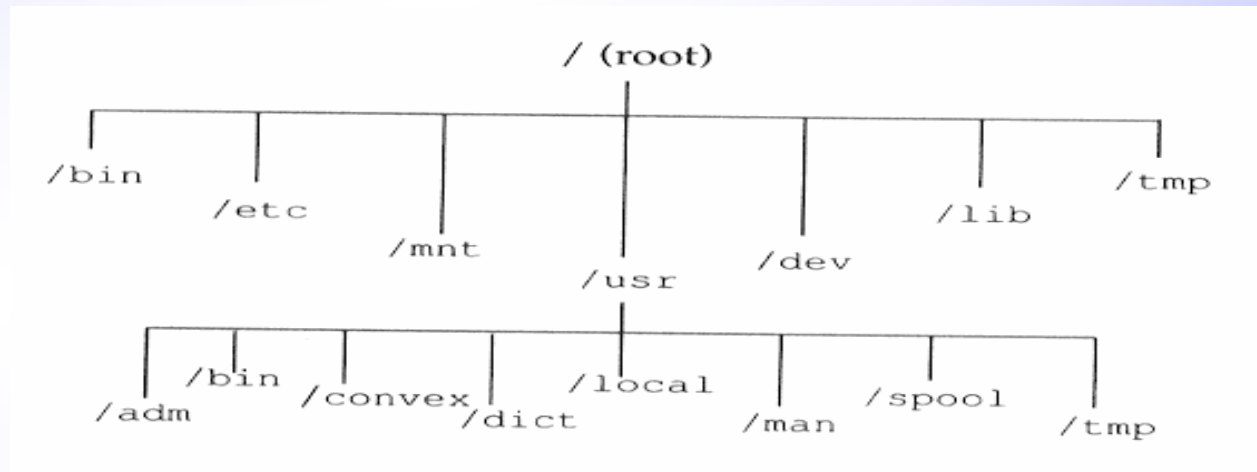 / (root)
/bin
/etc
/mnt
/usr
/dev
/lib
/tmp
/adm
/bin
/convex
/dict
/local
/man
/spool
/tmp